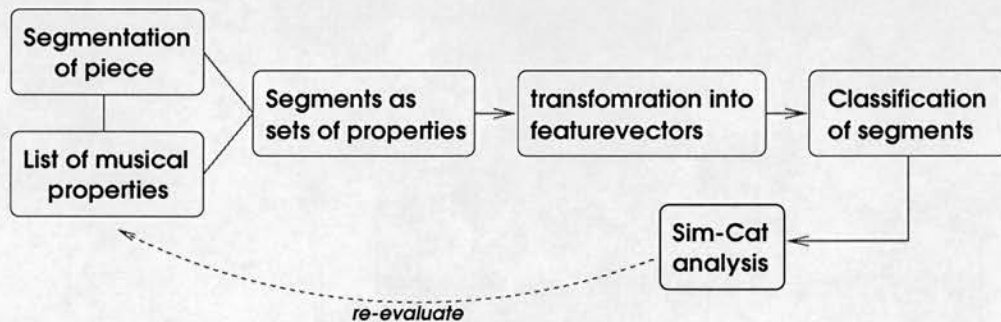 Segmentation
of piece
List of musical
properties
Segments as
sets of properties
transfomration into
featurevectors
Classification
of segments
Sim-Cat
analysis
re-evaluate